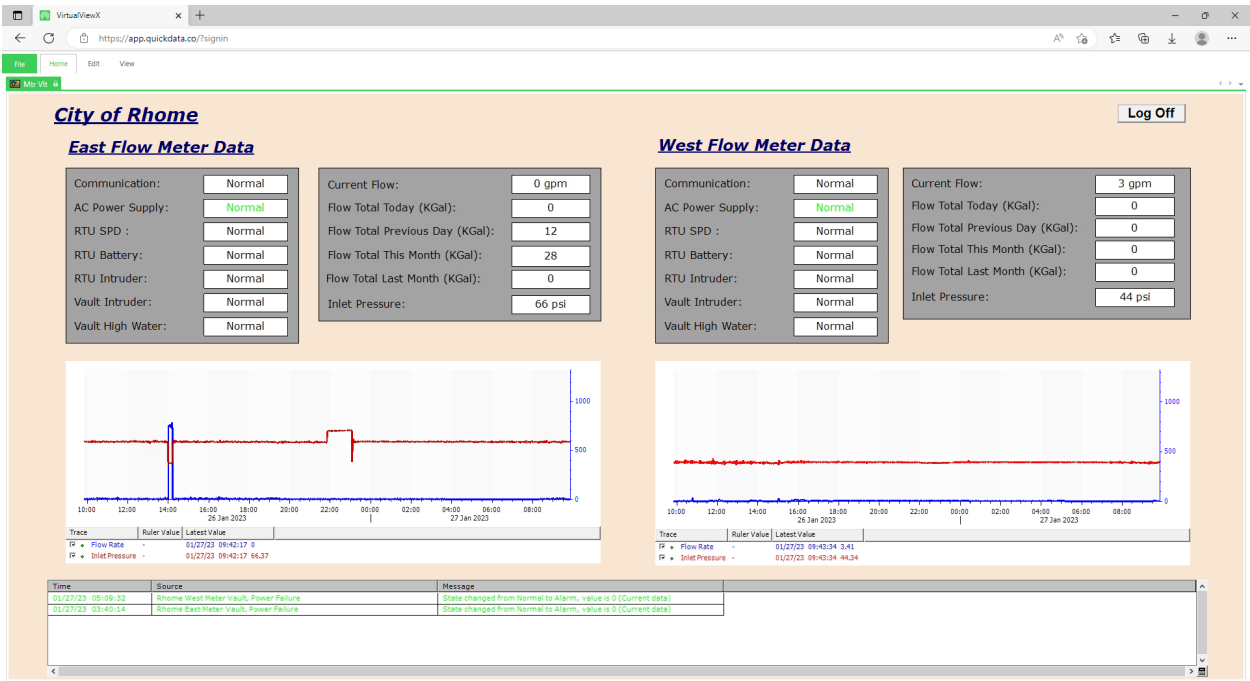 VirtualViewX
https://app.quickdata.co/?signin
File Home Edit View
Mtr Vlt
City of Rhome
Log Off
East Flow Meter Data
Communication: Normal
AC Power Supply: Normal
RTU SPD : Normal
RTU Battery: Normal
RTU Intruder: Normal
Vault Intruder: Normal
Vault High Water: Normal
Current Flow: 0 gpm
Flow Total Today (KGal): 0
Flow Total Previous Day (KGal): 12
Flow Total This Month (KGal): 28
Flow Total Last Month (KGal): 0
Inlet Pressure: 66 psi
West Flow Meter Data
Communication: Normal
AC Power Supply: Normal
RTU SPD : Normal
RTU Battery: Normal
RTU Intruder: Normal
Vault Intruder: Normal
Vault High Water: Normal
Current Flow: 3 gpm
Flow Total Today (KGal): 0
Flow Total Previous Day (KGal): 0
Flow Total This Month (KGal): 0
Flow Total Last Month (KGal): 0
Inlet Pressure: 44 psi
1000
500
0
10:00 12:00 14:00 16:00 18:00 20:00 22:00 00:00 02:00 04:00 06:00 08:00
26 Jan 2023 27 Jan 2023
Trace Ruler Value Latest Value
Flow Rate - 01/27/23 09:42:17 0
Inlet Pressure - 01/27/23 09:42:17 66.37
1000
500
0
10:00 12:00 14:00 16:00 18:00 20:00 22:00 00:00 02:00 04:00 06:00 08:00
26 Jan 2023 27 Jan 2023
Trace Ruler Value Latest Value
Flow Rate - 01/27/23 09:43:34 3.41
Inlet Pressure - 01/27/23 09:43:34 44.34
Time Source Message
01/27/23 05:09:32 Rhome West Meter Vault, Power Failure State changed from Normal to Alarm, value is 0 (Current data)
01/27/23 03:40:14 Rhome East Meter Vault, Power Failure State changed from Normal to Alarm, value is 0 (Current data)